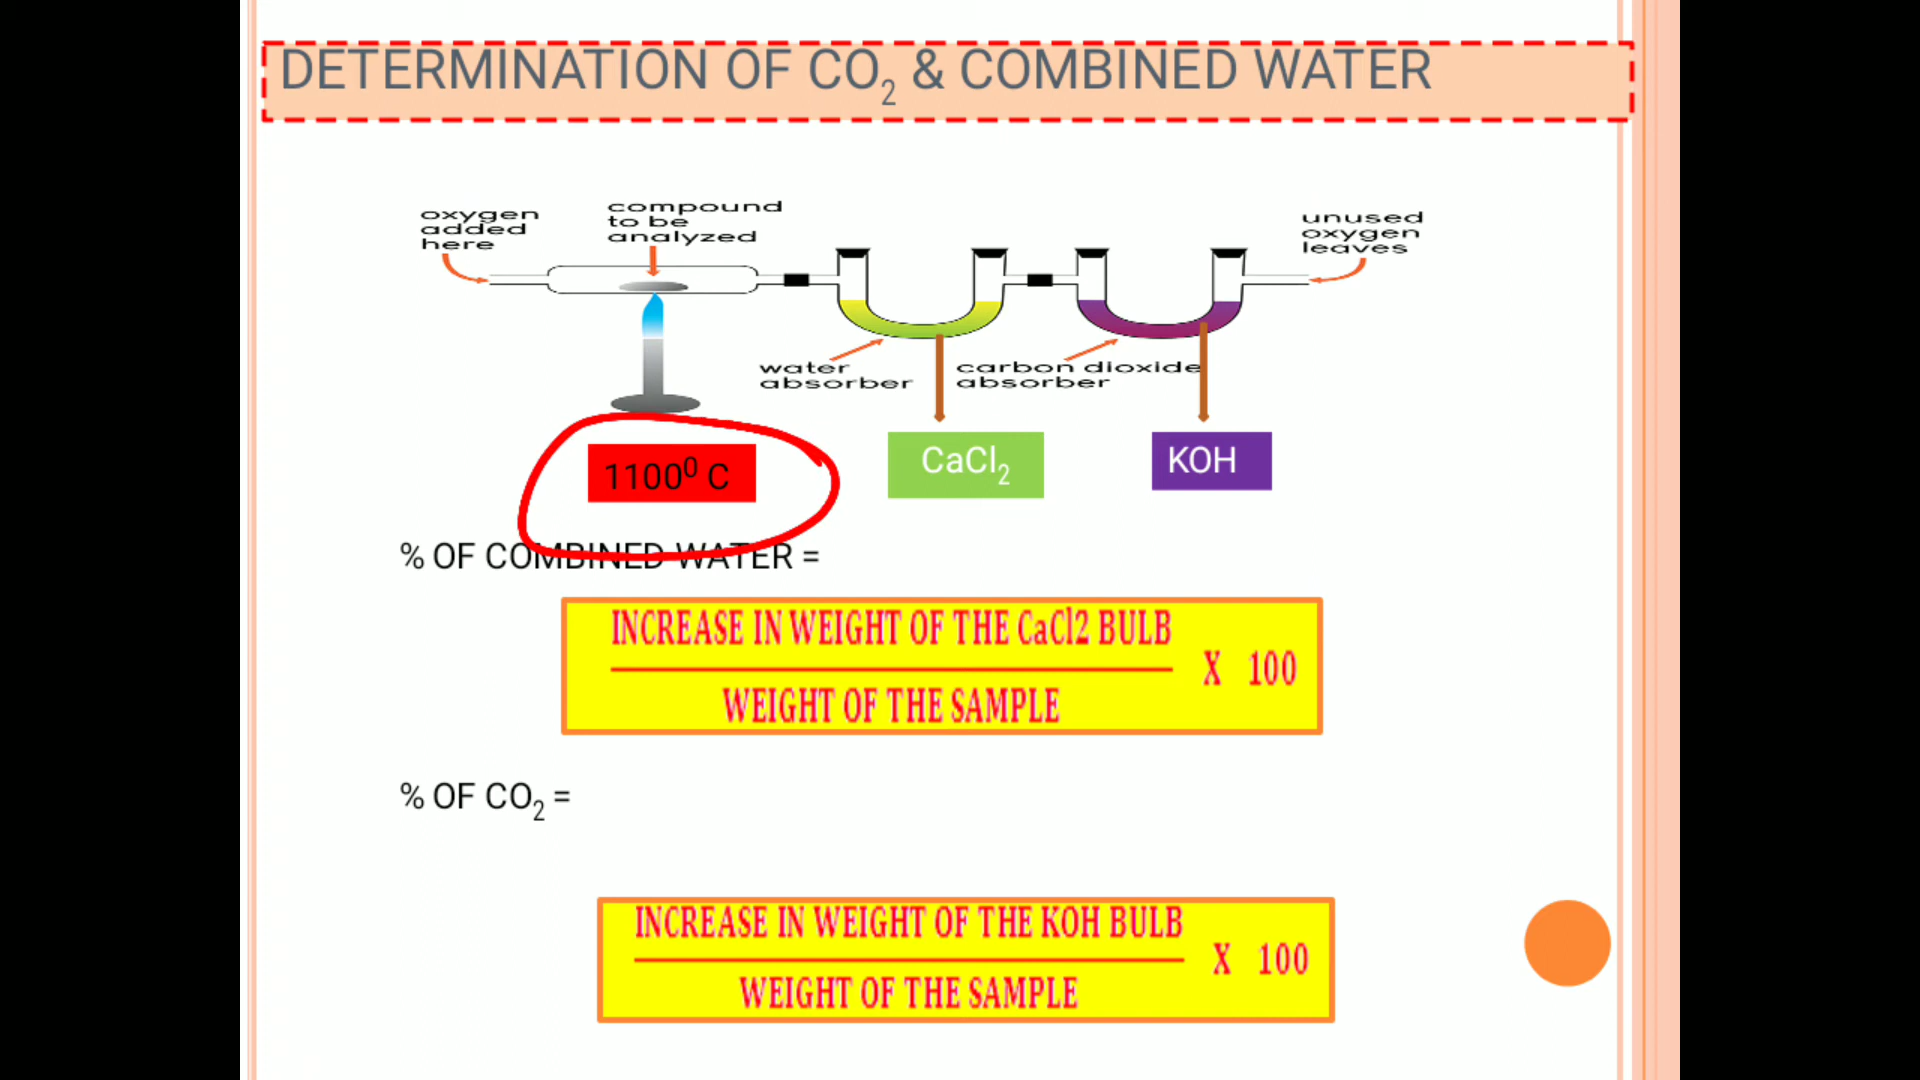 DETERMINATION OF CO₂ & COMBINED WATER
oxygen
added
here
compound
to be
analyzed
unused
oxygen
leaves
water
absorber
carbon dioxide
absorber
1100⁰ C
CaCl₂
KOH
% OF COMBINED WATER =
INCREASE IN WEIGHT OF THE CaCl2 BULB
X 100
WEIGHT OF THE SAMPLE
% OF CO₂ =
INCREASE IN WEIGHT OF THE KOH BULB
X 100
WEIGHT OF THE SAMPLE